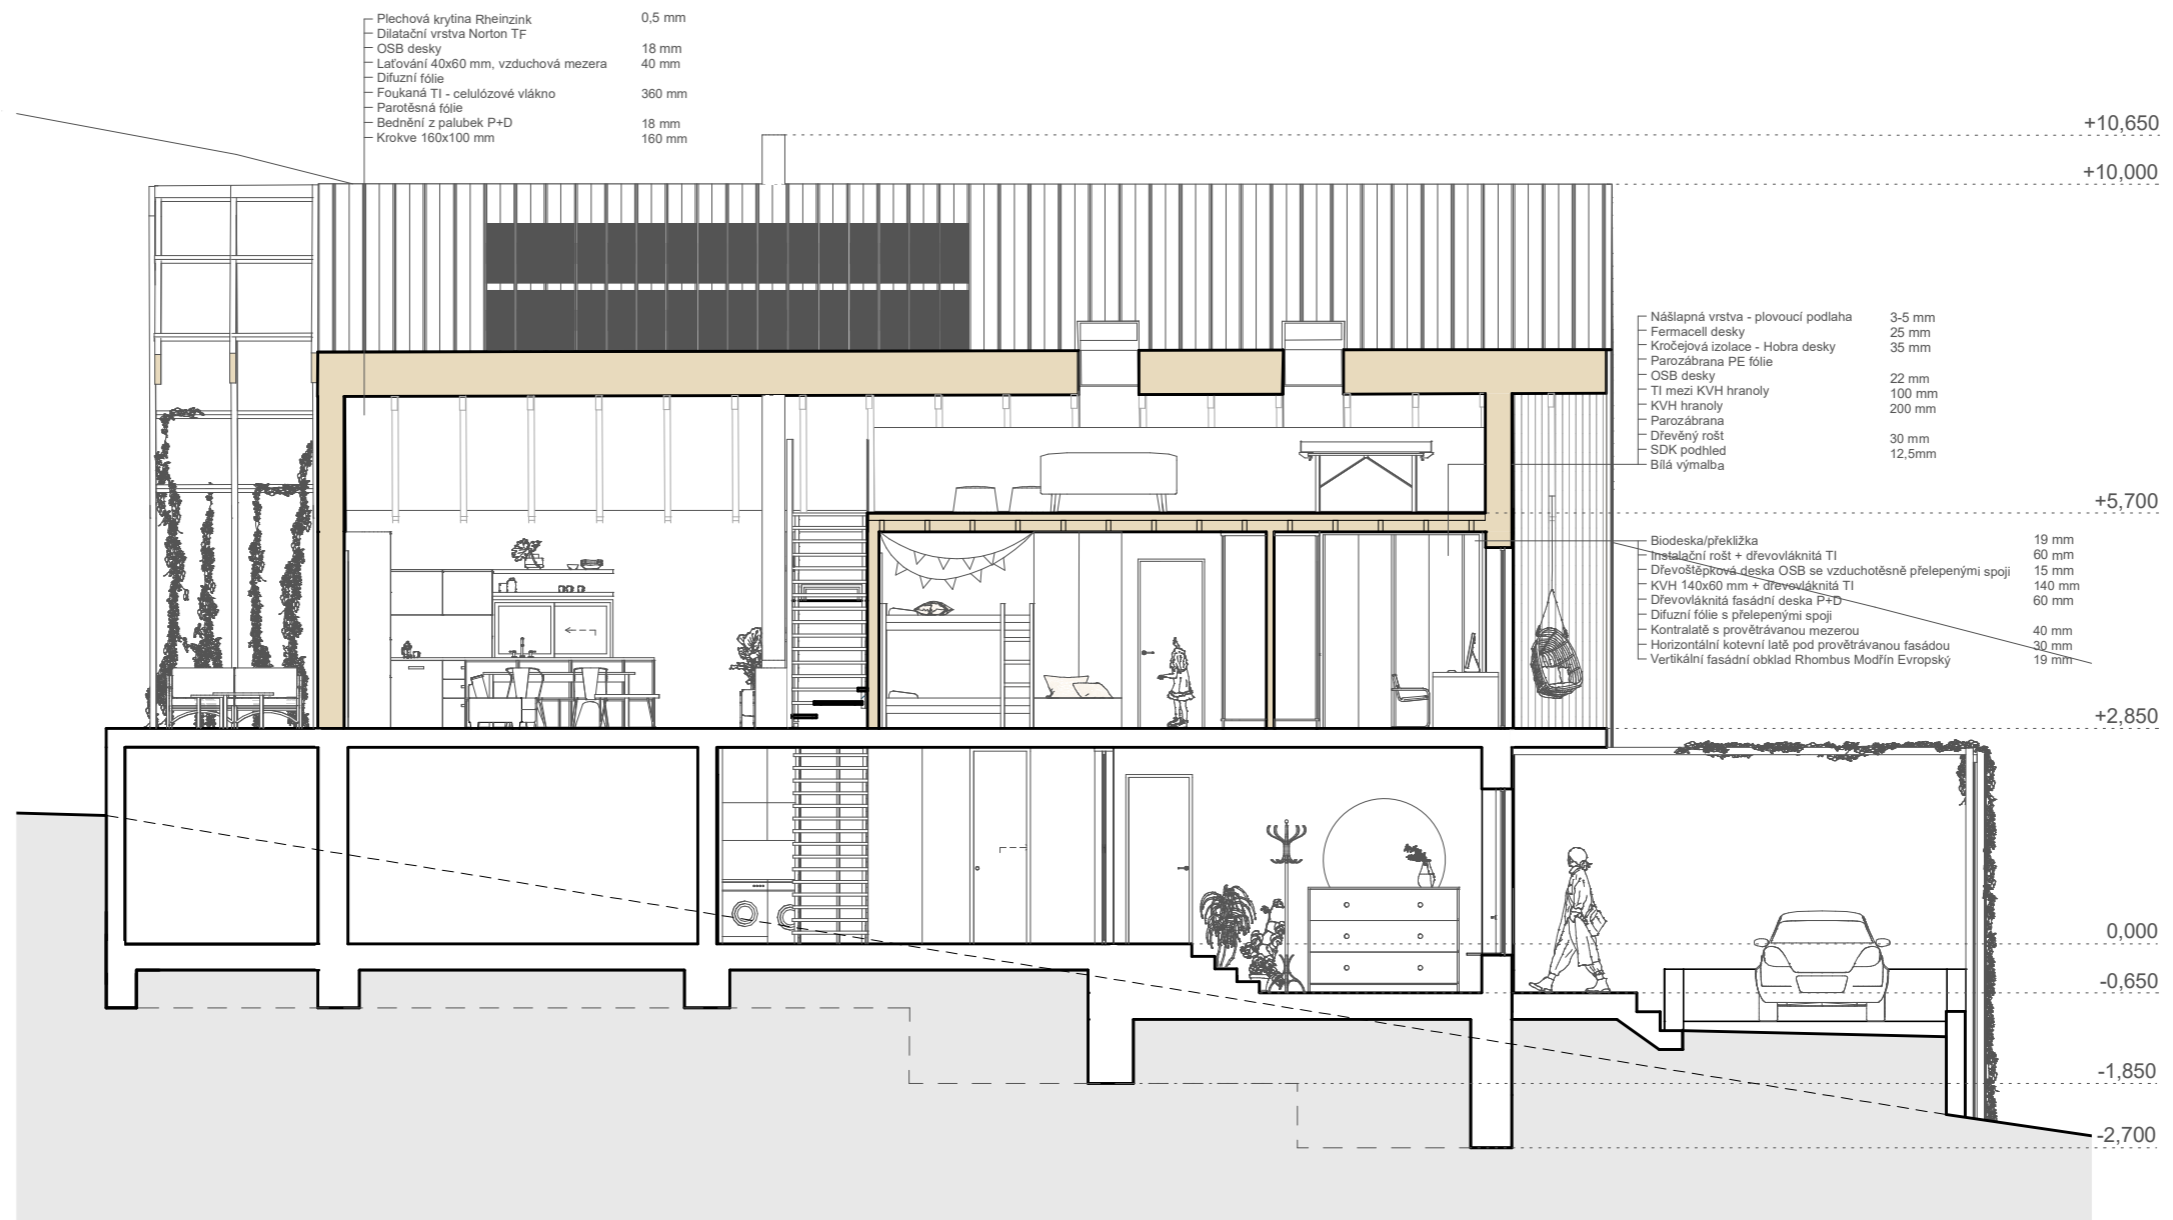 Plechová krytina Rheinzink 0,5 mm
Dilatační vrstva Norton TF
OSB desky 18 mm
Laťování 40x60 mm, vzduchová mezera 40 mm
Difuzní fólie
Foukaná TI - celulózové vlákno 360 mm
Parotěsná fólie
Bednění z palubek P+D 18 mm
Krokve 160x100 mm 160 mm
+10,650
+10,000
Nášlapná vrstva - plovoucí podlaha 3-5 mm
Fermacell desky 25 mm
Kročejová izolace - Hobra desky 35 mm
Parozábrana PE fólie
OSB desky 22 mm
TI mezi KVH hranoly 100 mm
KVH hranoly 200 mm
Parozábrana
Dřevěný rošt 30 mm
SDK podhled 12,5mm
Bílá výmalba
+5,700
Biodeska/překližka 19 mm
Instalační rošt + dřevovláknitá TI 60 mm
Dřevoštěpková deska OSB se vzduchotěsně přelepenými spoji 15 mm
KVH 140x60 mm + dřevovláknitá TI 140 mm
Dřevovláknitá fasádní deska P+D 60 mm
Difuzní fólie s přelepenými spoji
Kontralatě s provětrávanou mezerou 40 mm
Horizontální kotevní latě pod provětrávanou fasádou 30 mm
Vertikální fasádní obklad Rhombus Modřín Evropský 19 mm
+2,850
0,000
-0,650
-1,850
-2,700